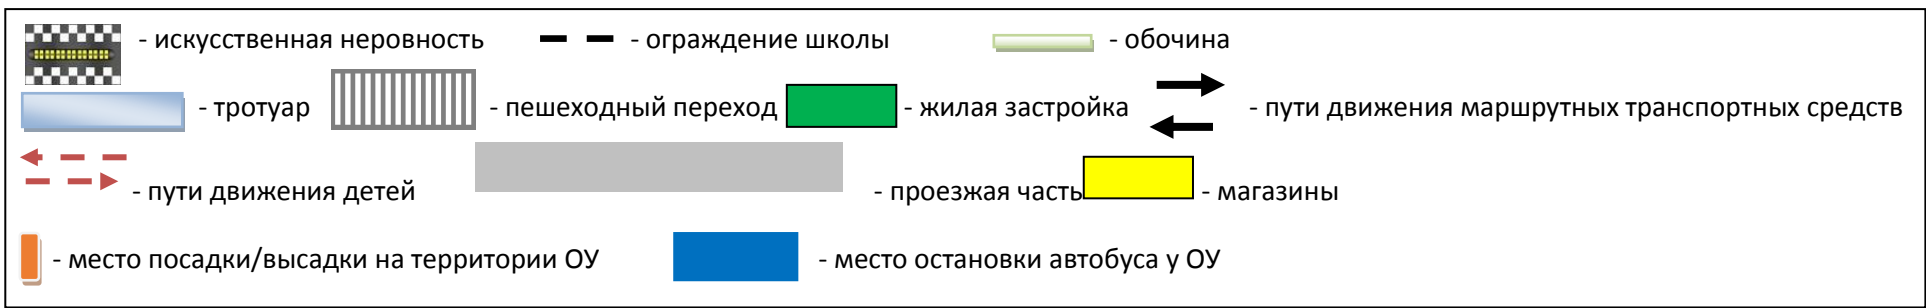 - искусственная неровность - ограждение школы - обочина
- тротуар - пешеходный переход - жилая застройка - пути движения маршрутных транспортных средств
- пути движения детей - проезжая часть - магазины
- место посадки/высадки на территории ОУ - место остановки автобуса у ОУ